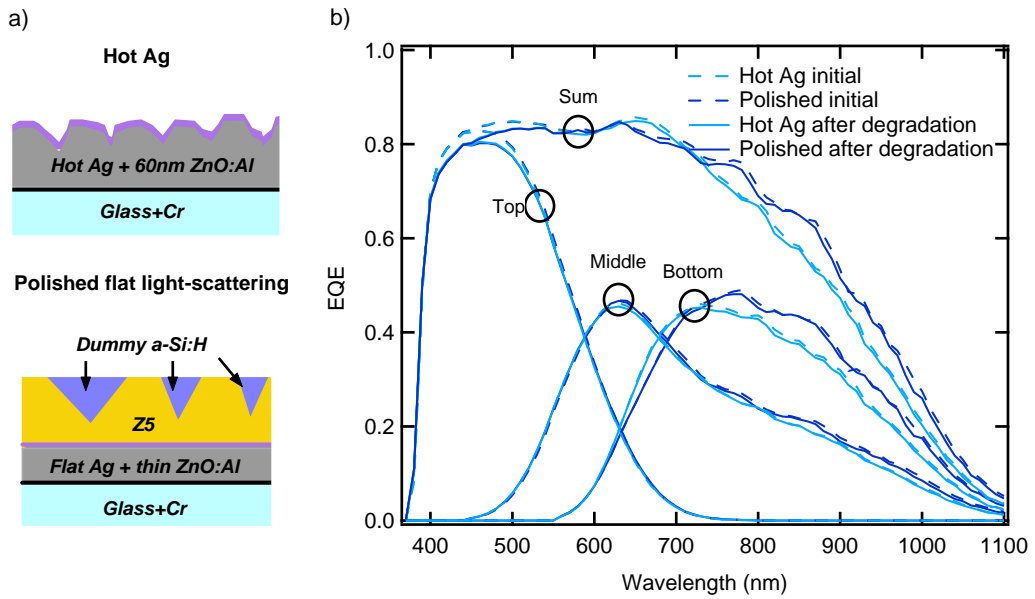 a)
Hot Ag
Hot Ag + 60nm ZnO:Al
Glass+Cr
Polished flat light-scattering
Dummy a-Si:H
Z5
Flat Ag + thin ZnO:Al
Glass+Cr
b)
1.0
0.8
0.6
0.4
0.2
0.0
EQE
Hot Ag initial
Polished initial
Hot Ag after degradation
Polished after degradation
Sum
Top
Middle
Bottom
400 500 600 700 800 900 1000 1100
Wavelength (nm)